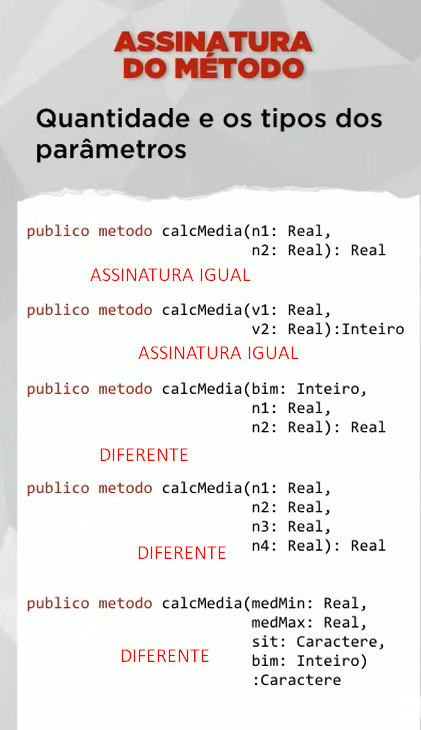 ASSINATURA
DO MÉTODO
Quantidade e os tipos dos
parâmetros
publico metodo calcMedia(n1: Real,
n2: Real): Real
ASSINATURA IGUAL
publico metodo calcMedia(v1: Real,
v2: Real):Inteiro
ASSINATURA IGUAL
publico metodo calcMedia(bim: Inteiro,
n1: Real,
n2: Real): Real
DIFERENTE
publico metodo calcMedia(n1: Real,
n2: Real,
n3: Real,
n4: Real): Real
DIFERENTE
publico metodo calcMedia(medMin: Real,
medMax: Real,
sit: Caractere,
bim: Inteiro)
:Caractere
DIFERENTE